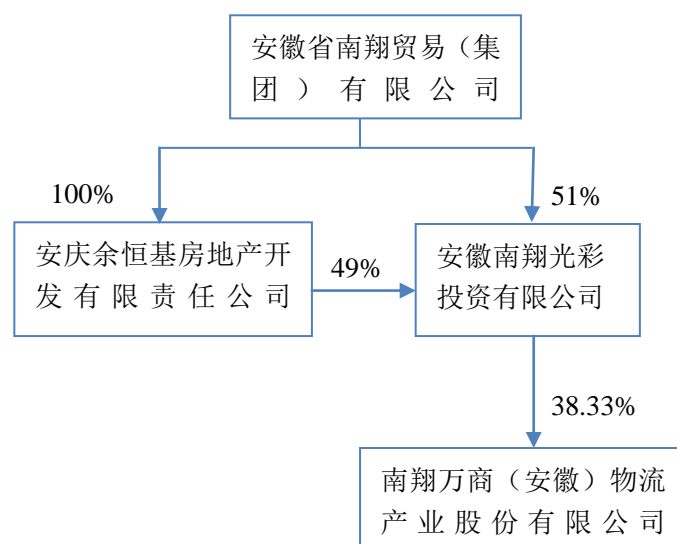 安徽省南翔贸易（集
团）有限公司
100%
51%
安庆余恒基房地产开
发有限责任公司
49%
安徽南翔光彩
投资有限公司
38.33%
南翔万商（安徽）物流
产业股份有限公司